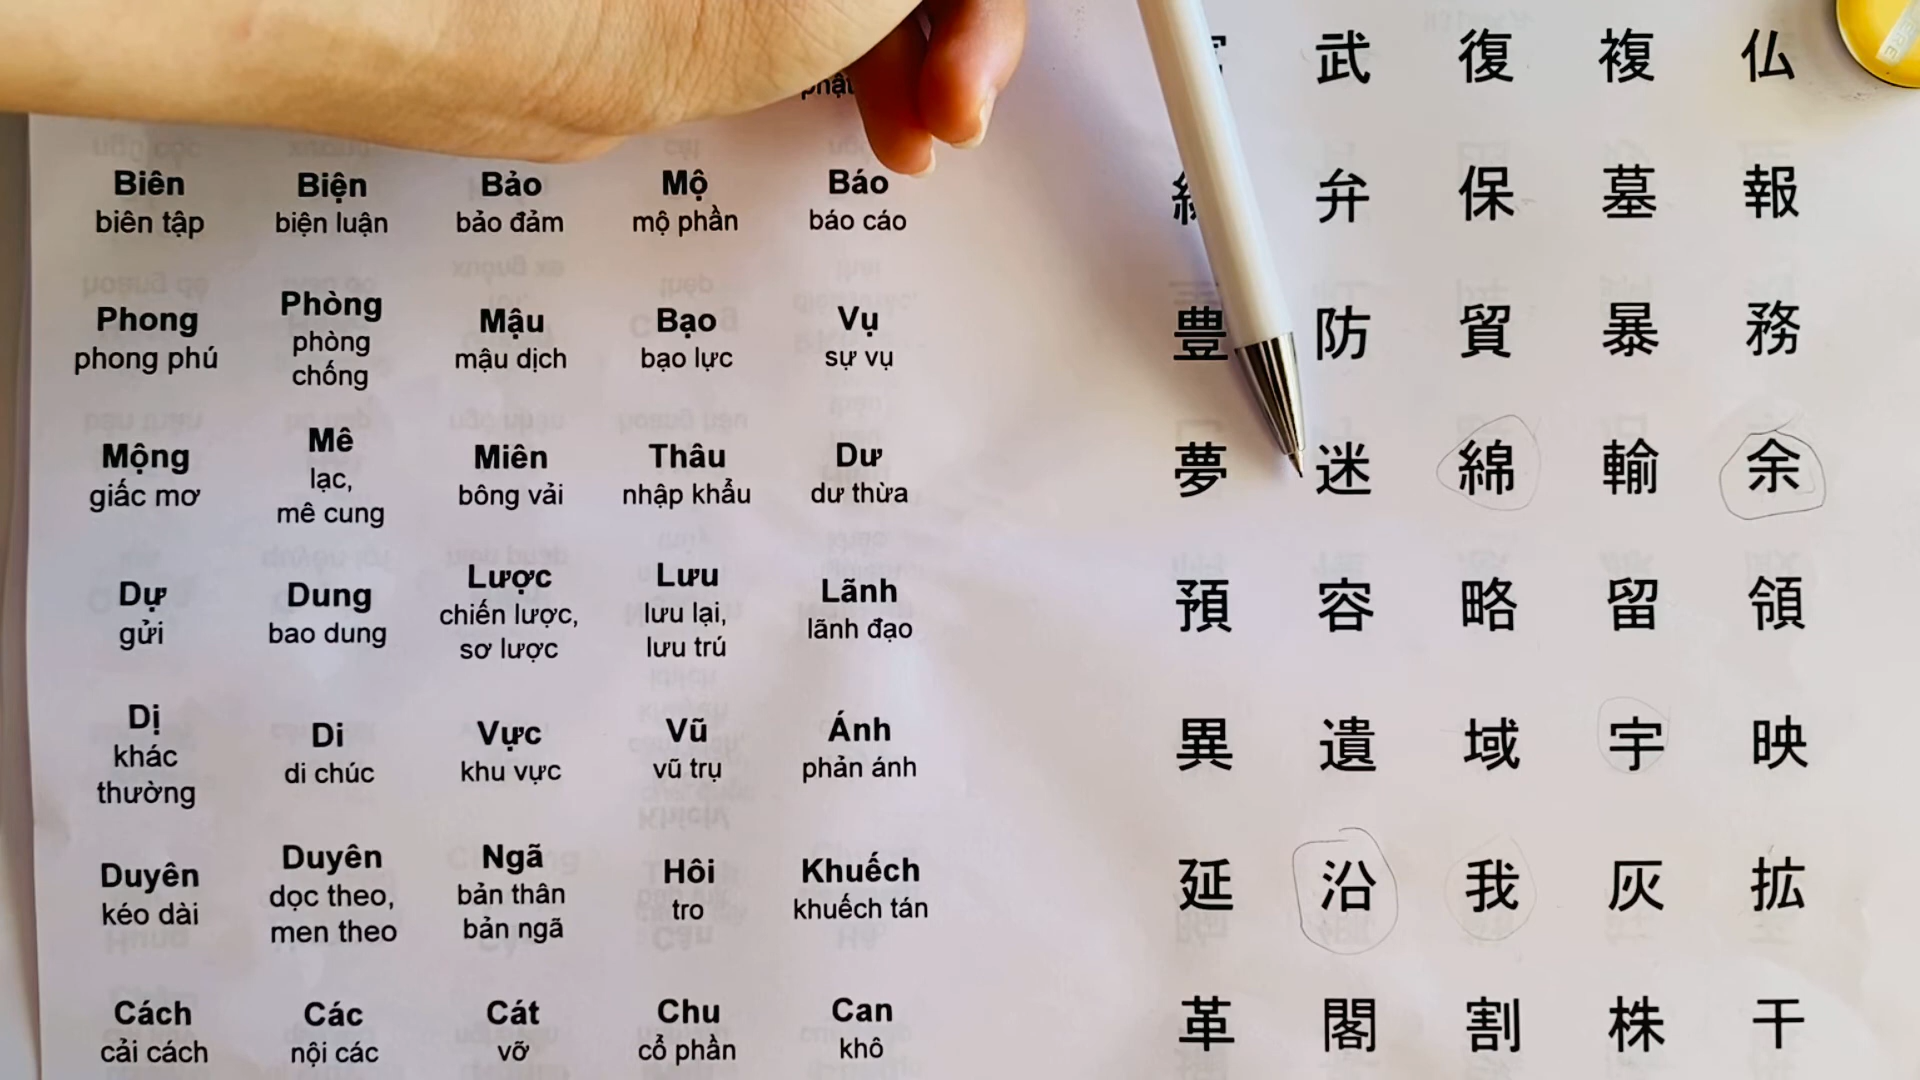 武 復 複 仏
Biên Biện Bảo Mộ Báo
biên tập biện luận bảo đảm mộ phần báo cáo
弁 保 墓 報
Phong Phòng Mậu Bạo Vụ
phong phú phòng mậu dịch bạo lực sự vụ
chống
豊 防 貿 暴 務
Mộng Mê Miên Thâu Dư
giấc mơ lạc, bông vải nhập khẩu dư thừa
mê cung
夢 迷 綿 輸 余
Dự Dung Lược Lưu Lãnh
gửi bao dung chiến lược, lưu lại, lãnh đạo
sơ lược lưu trú
預 容 略 留 領
Dị Di Vực Vũ Ánh
khác di chúc khu vực vũ trụ phản ánh
thường
異 遺 域 宇 映
Duyên Duyên Ngã Hôi Khuếch
kéo dài dọc theo, bản thân tro khuếch tán
men theo bản ngã
延 沿 我 灰 拡
Cách Các Cát Chu Can
cải cách nội các vỡ cổ phần khô
革 閣 割 株 干